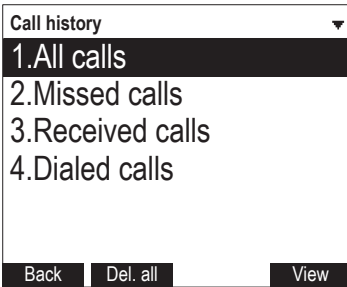 Call history
1.All calls
2.Missed calls
3.Received calls
4.Dialed calls
Back Del. all View